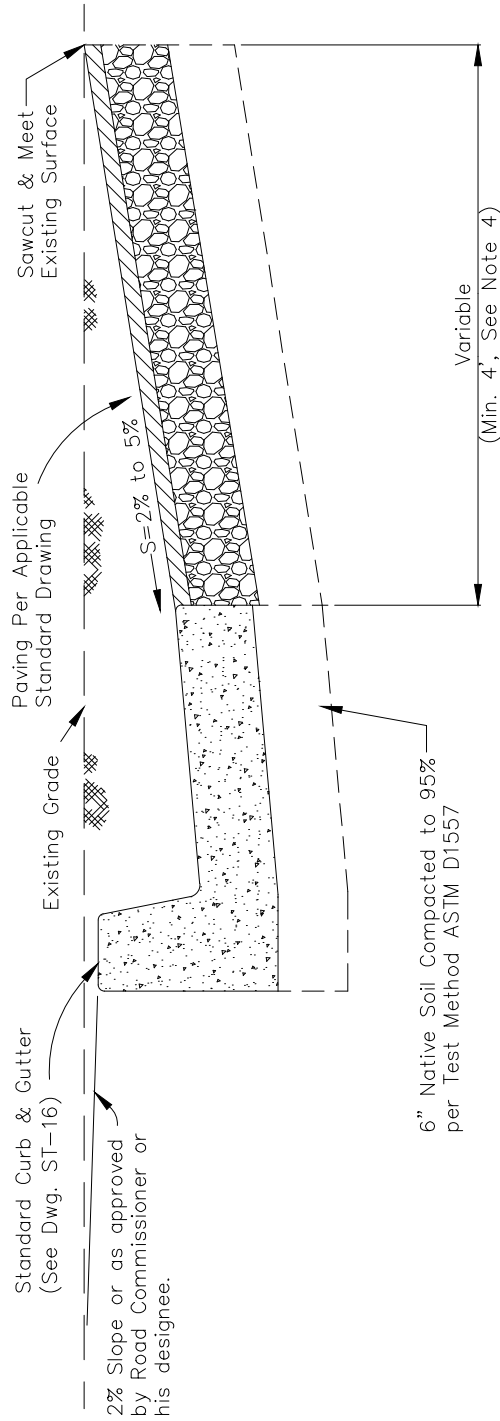 Standard Curb & Gutter
(See Dwg. ST-16)
Existing Grade
Paving Per Applicable
Standard Drawing
Sawcut & Meet
Existing Surface
S=2% to 5%
2% Slope or as approved
by Road Commissioner or
his designee.
6" Native Soil Compacted to 95%
per Test Method ASTM D1557
Variable
(Min. 4', See Note 4)